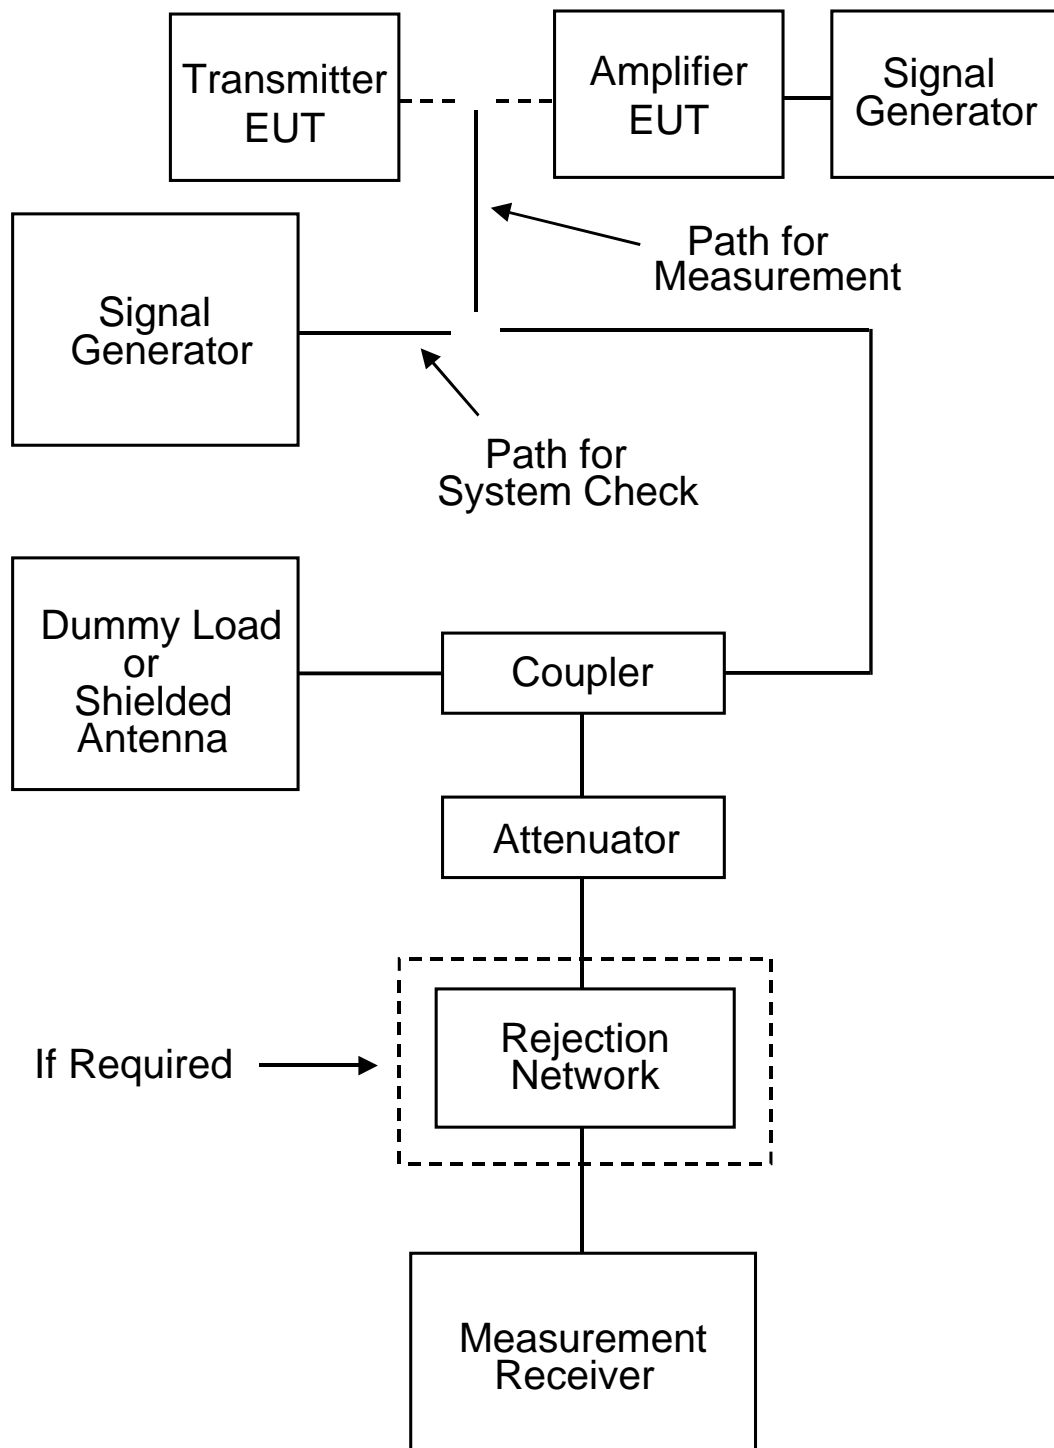 Transmitter
EUT
Amplifier
EUT
Signal
Generator
Path for
Measurement
Signal
Generator
Path for
System Check
Dummy Load
or
Shielded
Antenna
Coupler
Attenuator
If Required
Rejection
Network
Measurement
Receiver